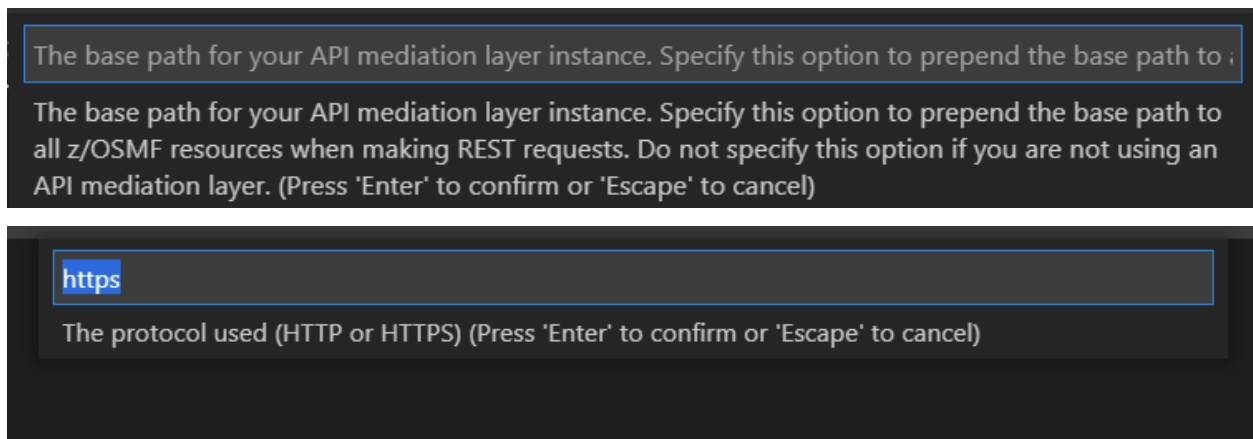 The base path for your API mediation layer instance. Specify this option to prepend the base path to
The base path for your API mediation layer instance. Specify this option to prepend the base path to
all z/OSMF resources when making REST requests. Do not specify this option if you are not using an
API mediation layer. (Press 'Enter' to confirm or 'Escape' to cancel)
https
The protocol used (HTTP or HTTPS) (Press 'Enter' to confirm or 'Escape' to cancel)